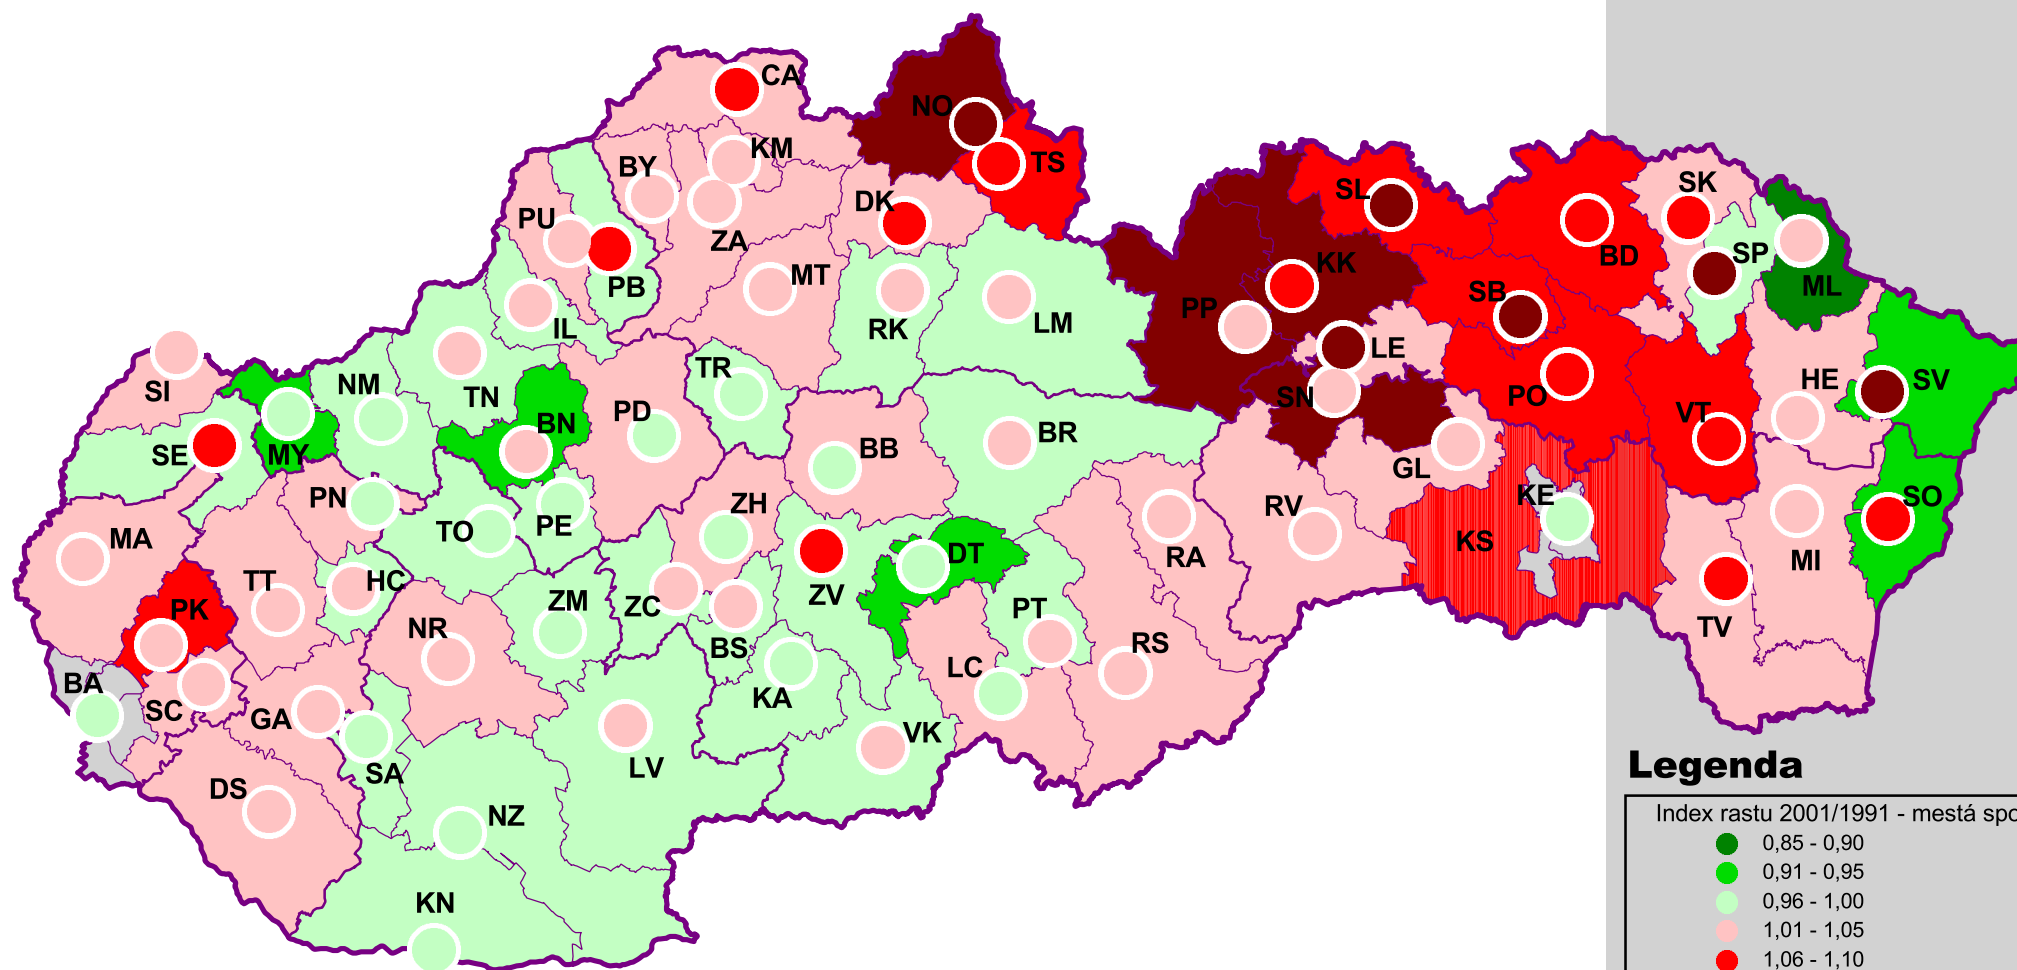 CA
NO
KM
TS
BY
SL
SK
DK
PU
ZA
BD
SP
KK
MT
PB
ML
SB
PP
RK
LM
IL
LE
TR
HE
SV
SI
NM
TN
SN
PO
PD
VT
BN
BR
BB
SE
MY
GL
PN
ZH
KE
SO
RV
TO
PE
MA
KS
DT
RA
MI
TT
HC
ZM
ZC
ZV
PK
PT
NR
TV
BS
RS
LC
BA
KA
SC
GA
VK
LV
SA
DS
NZ
KN
Legenda
Index rastu 2001/1991 - mestá
0,85 - 0,90
0,91 - 0,95
0,96 - 1,00
1,01 - 1,05
1,06 - 1,10